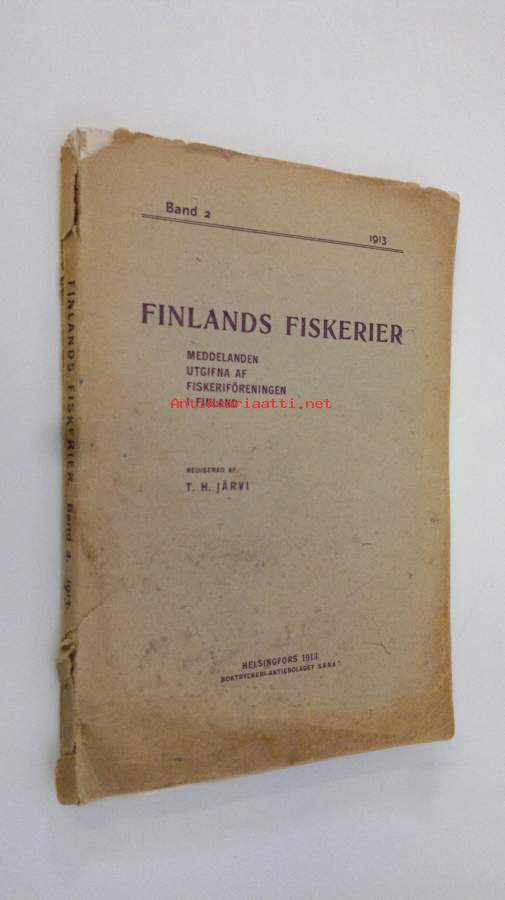 Band 2
1913
FINLANDS FISKERIER
MEDDELANDEN
UTGIFNA AF
FISKERIFÖRENINGEN
I FINLAND
Antikvariaatti.net
REDIGERAD AF
T. H. JÄRVI
HELSINGFORS 1913
BOKTRYCKERI-AKTIEBOLAGET SANA
FINLANDS FISKERIER. Band 2. 1913